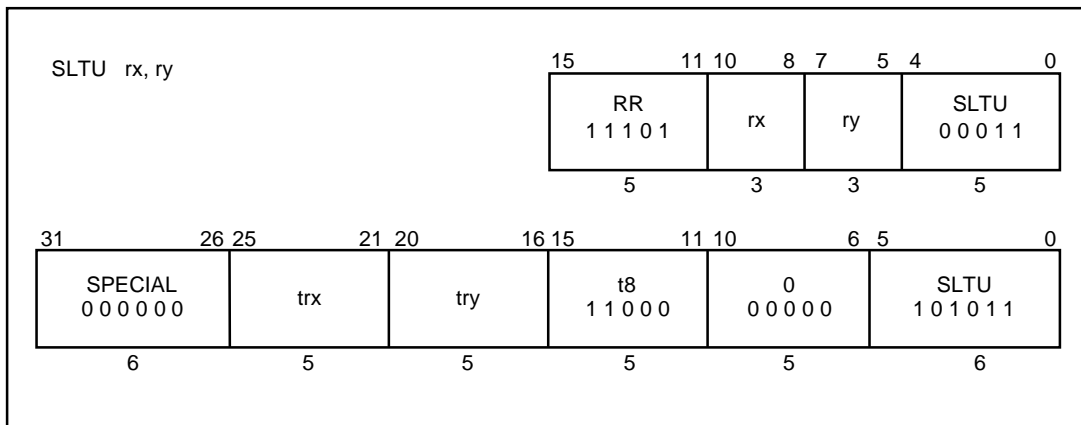 SLTU rx, ry
15 11 10 8 7 5 4 0
RR rx ry SLTU
1 1 1 0 1 0 0 0 1 1
5 3 3 5
31 26 25 21 20 16 15 11 10 6 5 0
SPECIAL trx try t8 0 SLTU
0 0 0 0 0 0 1 1 0 0 0 0 0 0 0 0 1 0 1 0 1 1
6 5 5 5 5 6